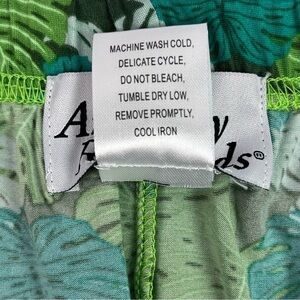 MACHINE WASH COLD,
DELICATE CYCLE,
DO NOT BLEACH,
TUMBLE DRY LOW,
REMOVE PROMPTLY,
COOL IRON